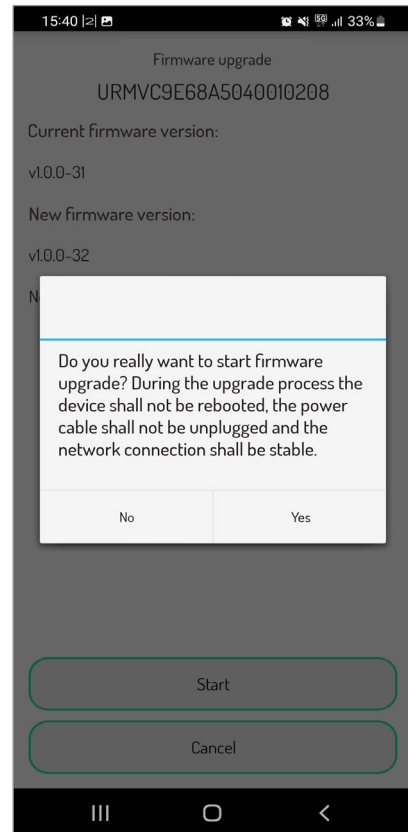 15:40 |2| 5G 33%
Firmware upgrade
URMVC9E68A5040010208
Current firmware version:
v1.0.0-31
New firmware version:
v1.0.0-32
Do you really want to start firmware
upgrade? During the upgrade process the
device shall not be rebooted, the power
cable shall not be unplugged and the
network connection shall be stable.
No Yes
Start
Cancel